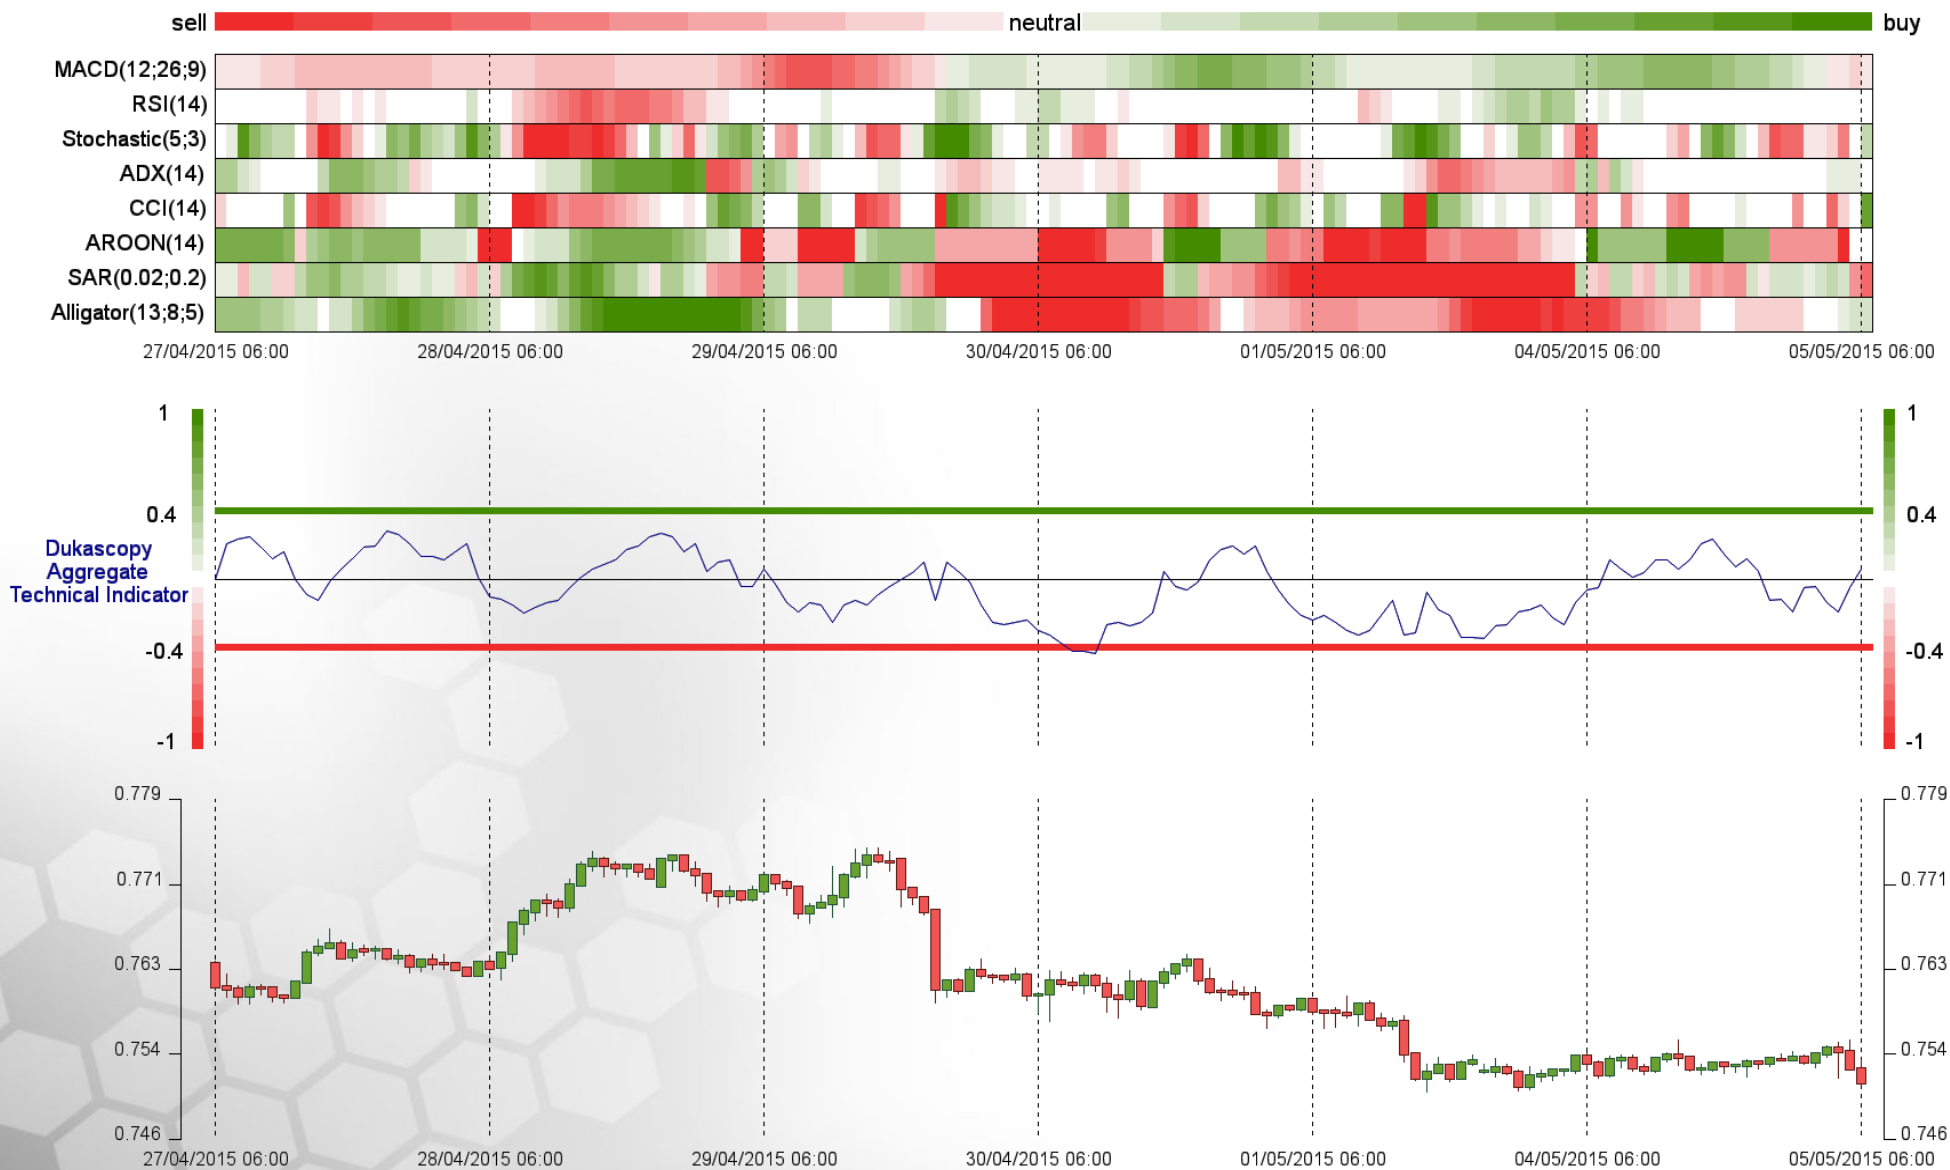 sell neutral buy
MACD(12;26;9)
RSI(14)
Stochastic(5;3)
ADX(14)
CCI(14)
AROON(14)
SAR(0.02;0.2)
Alligator(13;8;5)
27/04/2015 06:00 28/04/2015 06:00 29/04/2015 06:00 30/04/2015 06:00 01/05/2015 06:00 04/05/2015 06:00 05/05/2015 06:00
1 1
0.4 0.4
Dukascopy
Aggregate
Technical Indicator
-0.4 -0.4
-1 -1
0.779 0.779
0.771 0.771
0.763 0.763
0.754 0.754
0.746 0.746
27/04/2015 06:00 28/04/2015 06:00 29/04/2015 06:00 30/04/2015 06:00 01/05/2015 06:00 04/05/2015 06:00 05/05/2015 06:00